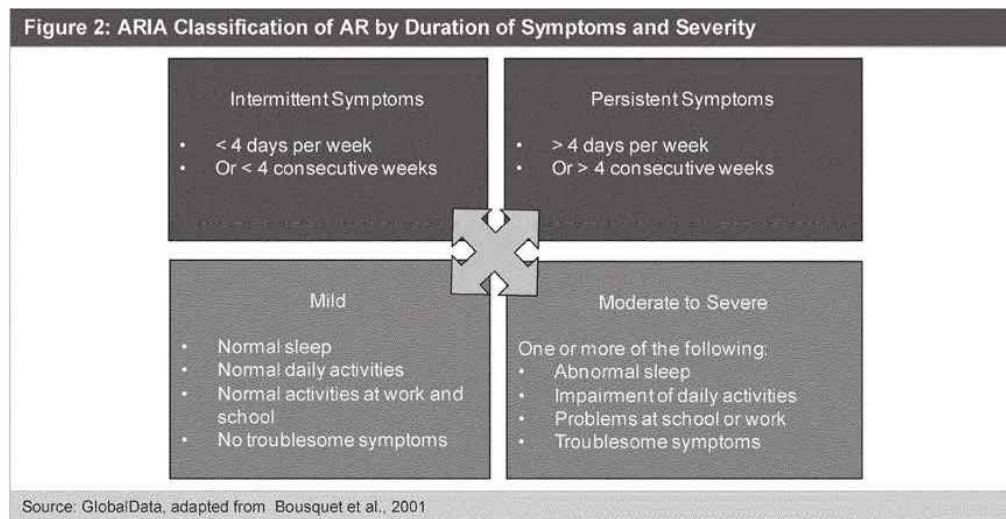 Figure 2: ARIA Classification of AR by Duration of Symptoms and Severity
Intermittent Symptoms
• < 4 days per week
• Or < 4 consecutive weeks
Persistent Symptoms
• > 4 days per week
• Or > 4 consecutive weeks
Mild
• Normal sleep
• Normal daily activities
• Normal activities at work and
school
• No troublesome symptoms
Moderate to Severe
One or more of the following:
• Abnormal sleep
• Impairment of daily activities
• Problems at school or work
• Troublesome symptoms
Source: GlobalData, adapted from Bousquet et al., 2001